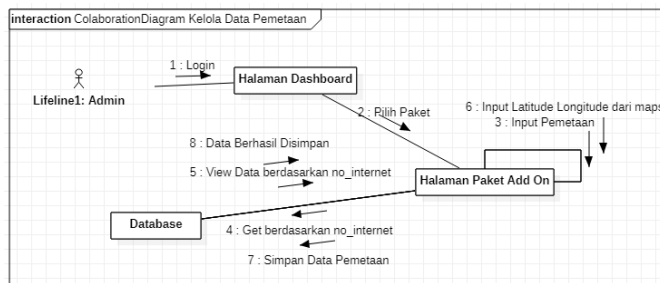 interaction ColaborationDiagram Kelola Data Pemetaan
1 : Login
Halaman Dashboard
Lifeline1: Admin
2 : Pilih Paket
6 : Input Latitude Longitude dari maps
3 : Input Pemetaan
8 : Data Berhasil Disimpan
5 : View Data berdasarkan no_internet
Halaman Paket Add On
Database
4 : Get berdasarkan no_internet
7 : Simpan Data Pemetaan